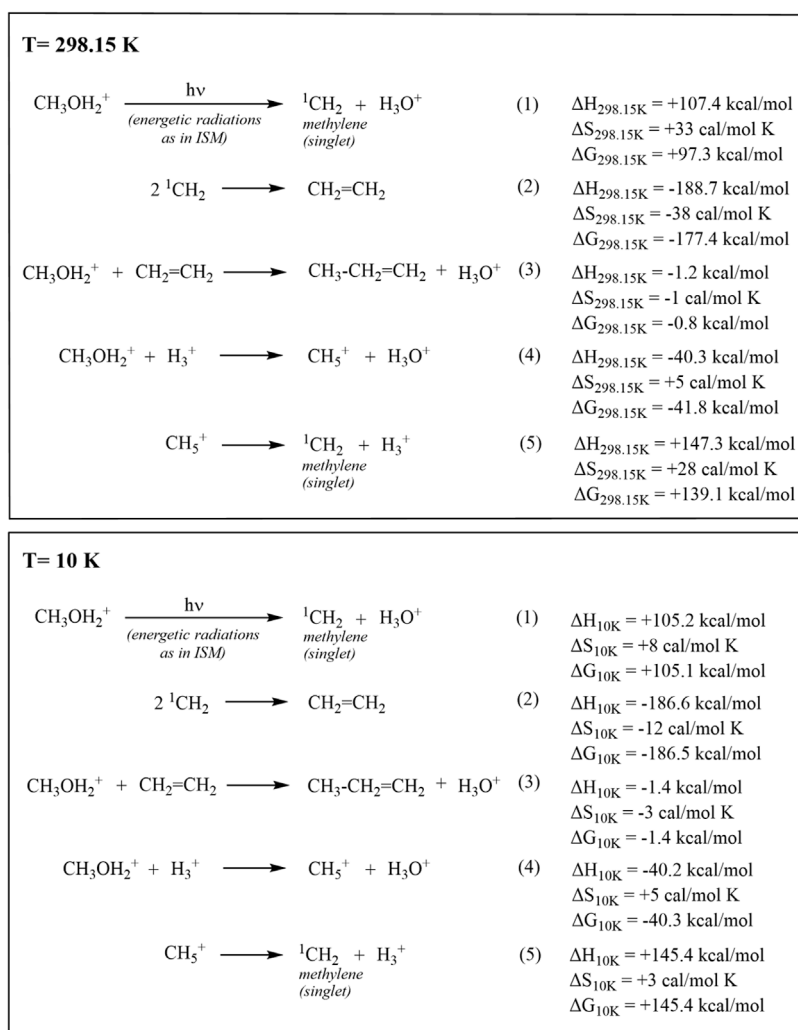 T= 298.15 K
CH₃OH₂⁺ hν ¹CH₂ + H₃O⁺ (1) ΔH₂₉₈.₁₅K = +107.4 kcal/mol
(energetic radiations as in ISM) methylene (singlet) ΔS₂₉₈.₁₅K = +33 cal/mol K
ΔG₂₉₈.₁₅K = +97.3 kcal/mol
2 ¹CH₂ ⟶ CH₂=CH₂ (2) ΔH₂₉₈.₁₅K = -188.7 kcal/mol
ΔS₂₉₈.₁₅K = -38 cal/mol K
ΔG₂₉₈.₁₅K = -177.4 kcal/mol
CH₃OH₂⁺ + CH₂=CH₂ ⟶ CH₃-CH₂=CH₂ + H₃O⁺ (3) ΔH₂₉₈.₁₅K = -1.2 kcal/mol
ΔS₂₉₈.₁₅K = -1 cal/mol K
ΔG₂₉₈.₁₅K = -0.8 kcal/mol
CH₃OH₂⁺ + H₃⁺ ⟶ CH₅⁺ + H₃O⁺ (4) ΔH₂₉₈.₁₅K = -40.3 kcal/mol
ΔS₂₉₈.₁₅K = +5 cal/mol K
ΔG₂₉₈.₁₅K = -41.8 kcal/mol
CH₅⁺ ⟶ ¹CH₂ + H₃⁺ (5) ΔH₂₉₈.₁₅K = +147.3 kcal/mol
methylene (singlet) ΔS₂₉₈.₁₅K = +28 cal/mol K
ΔG₂₉₈.₁₅K = +139.1 kcal/mol
T= 10 K
CH₃OH₂⁺ hν ¹CH₂ + H₃O⁺ (1) ΔH₁₀K = +105.2 kcal/mol
(energetic radiations as in ISM) methylene (singlet) ΔS₁₀K = +8 cal/mol K
ΔG₁₀K = +105.1 kcal/mol
2 ¹CH₂ ⟶ CH₂=CH₂ (2) ΔH₁₀K = -186.6 kcal/mol
ΔS₁₀K = -12 cal/mol K
ΔG₁₀K = -186.5 kcal/mol
CH₃OH₂⁺ + CH₂=CH₂ ⟶ CH₃-CH₂=CH₂ + H₃O⁺ (3) ΔH₁₀K = -1.4 kcal/mol
ΔS₁₀K = -3 cal/mol K
ΔG₁₀K = -1.4 kcal/mol
CH₃OH₂⁺ + H₃⁺ ⟶ CH₅⁺ + H₃O⁺ (4) ΔH₁₀K = -40.2 kcal/mol
ΔS₁₀K = +5 cal/mol K
ΔG₁₀K = -40.3 kcal/mol
CH₅⁺ ⟶ ¹CH₂ + H₃⁺ (5) ΔH₁₀K = +145.4 kcal/mol
methylene (singlet) ΔS₁₀K = +3 cal/mol K
ΔG₁₀K = +145.4 kcal/mol